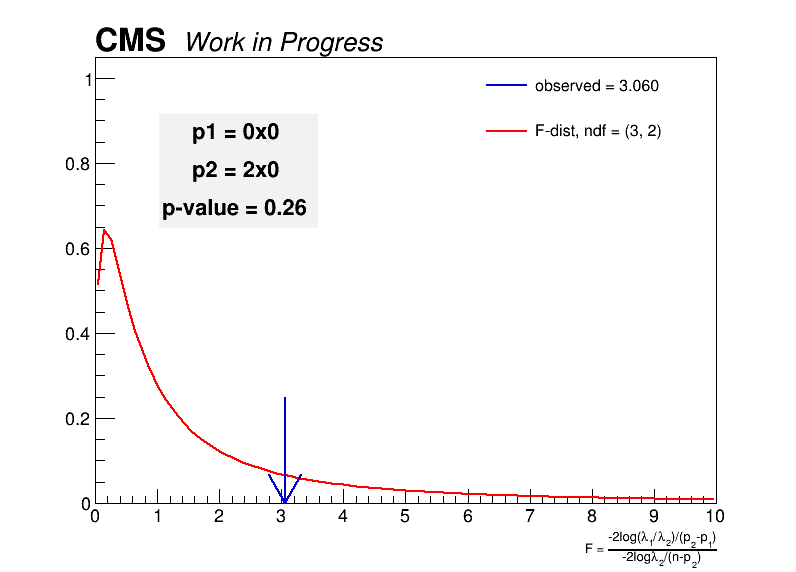 CMS Work in Progress
observed = 3.060
F-dist, ndf = (3, 2)
p1 = 0x0
p2 = 2x0
p-value = 0.26
1
0.8
0.6
0.4
0.2
0
0 1 2 3 4 5 6 7 8 9 10
F = -2log(λ₁/λ₂)/(p₂-p₁)
-2logλ₂/(n-p₂)